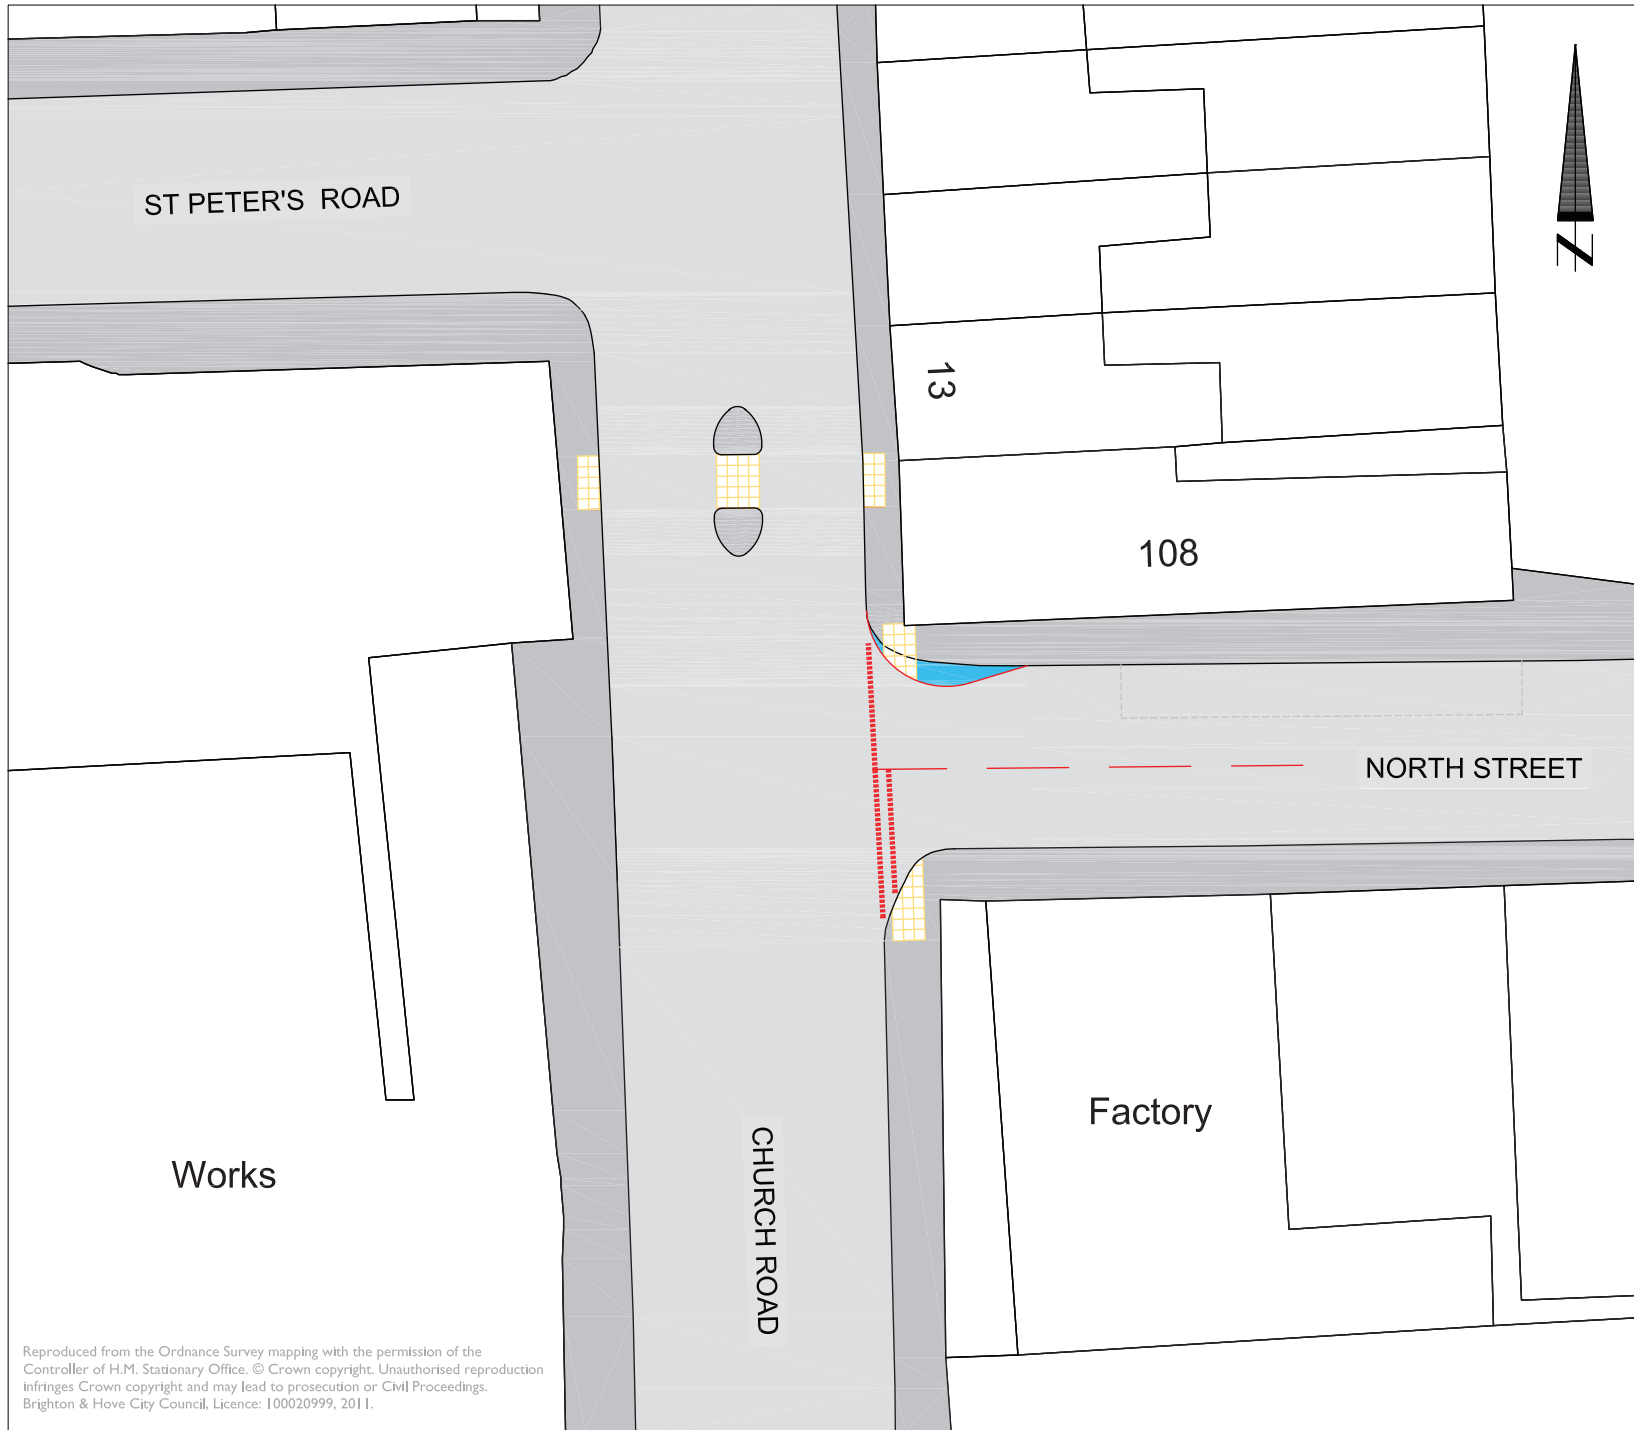 ST PETER'S ROAD
N
13
108
NORTH STREET
Factory
CHURCH ROAD
Works
Reproduced from the Ordnance Survey mapping with the permission of the
Controller of H.M. Stationary Office. © Crown copyright. Unauthorised reproduction
infringes Crown copyright and may lead to prosecution or Civil Proceedings.
Brighton & Hove City Council, Licence: 100020999, 2011.